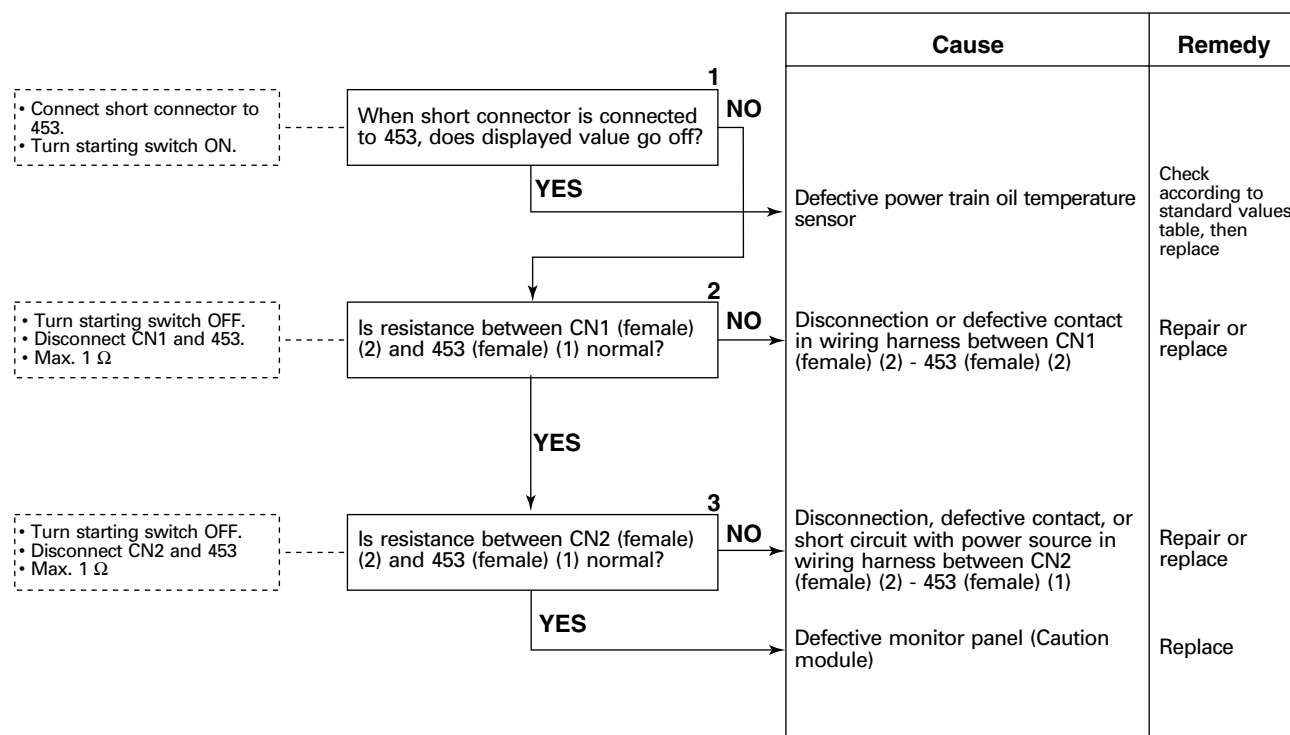 Cause
Remedy
• Connect short connector to
453.
• Turn starting switch ON.
1
When short connector is connected
to 453, does displayed value go off?
NO
YES
Defective power train oil temperature
sensor
Check
according to
standard values
table, then
replace
• Turn starting switch OFF.
• Disconnect CN1 and 453.
• Max. 1 Ω
2
Is resistance between CN1 (female)
(2) and 453 (female) (1) normal?
NO
Disconnection or defective contact
in wiring harness between CN1
(female) (2) - 453 (female) (2)
Repair or
replace
YES
• Turn starting switch OFF.
• Disconnect CN2 and 453
• Max. 1 Ω
3
Is resistance between CN2 (female)
(2) and 453 (female) (1) normal?
NO
Disconnection, defective contact, or
short circuit with power source in
wiring harness between CN2
(female) (2) - 453 (female) (1)
Repair or
replace
YES
Defective monitor panel (Caution
module)
Replace